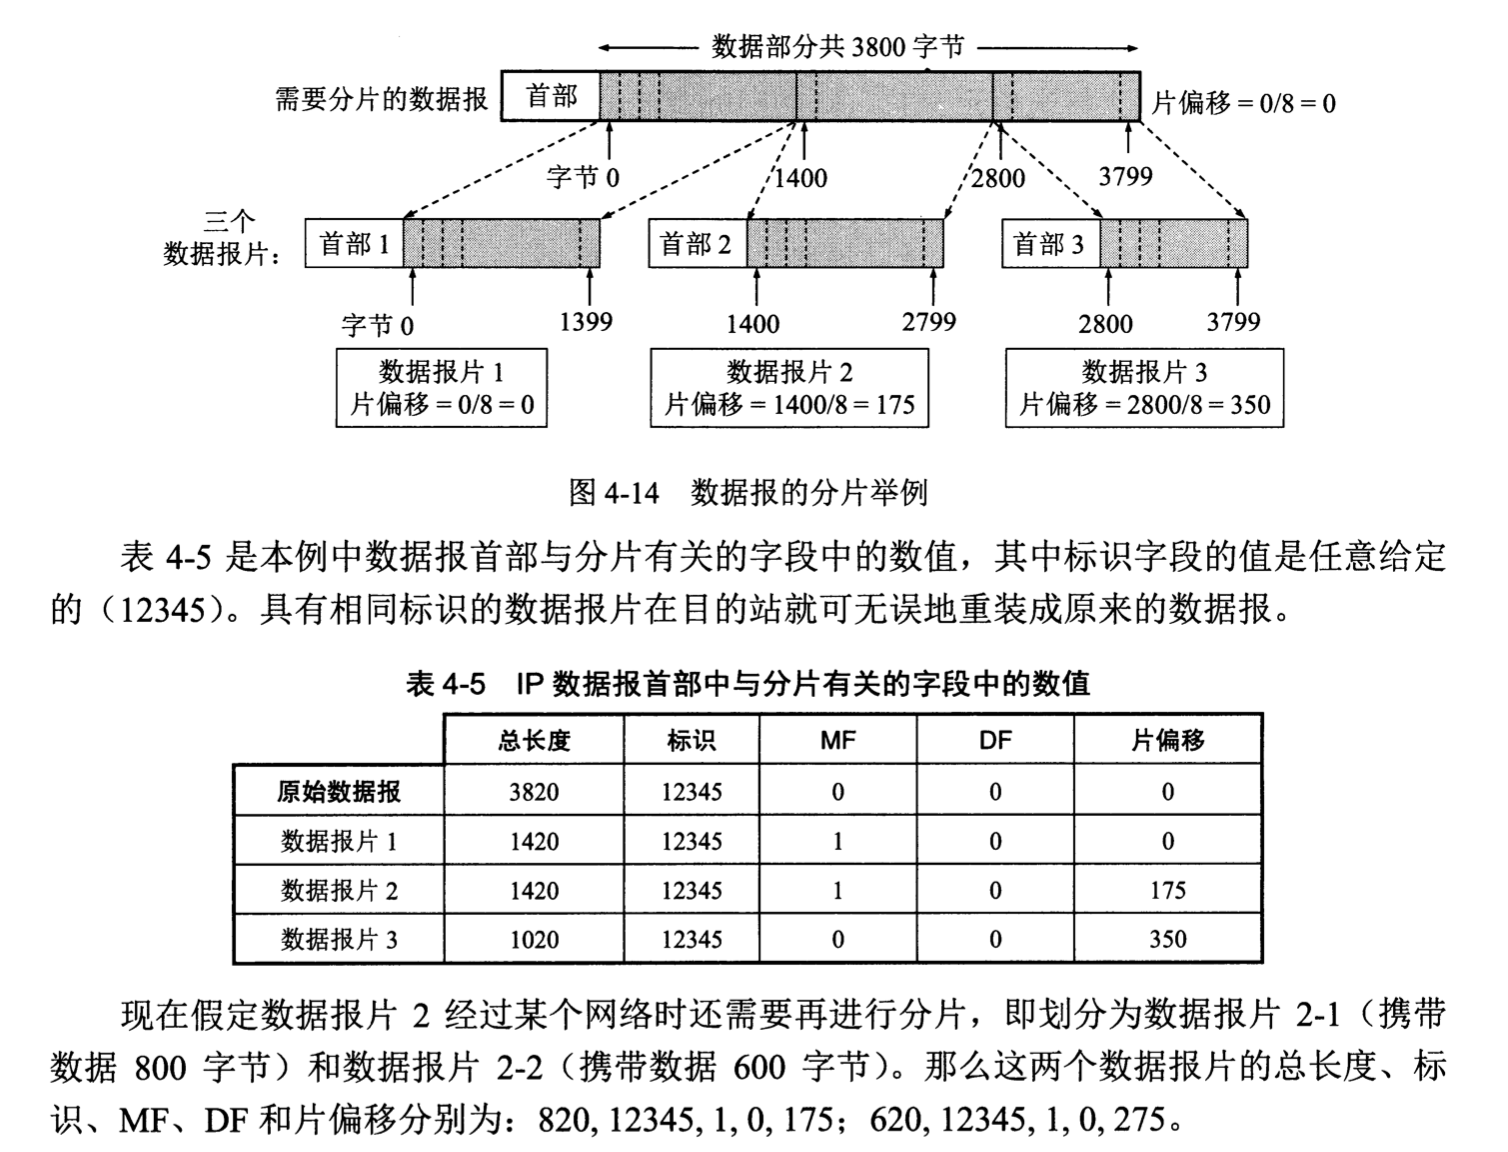 数据部分共 3800 字节
需要分片的数据报 首部 片偏移 = 0/8 = 0
字节 0 1400 2800 3799
三个
数据报片: 首部 1 首部 2 首部 3
字节 0 1399 1400 2799 2800 3799
数据报片 1 数据报片 2 数据报片 3
片偏移 = 0/8 = 0 片偏移 = 1400/8 = 175 片偏移 = 2800/8 = 350
图 4-14 数据报的分片举例
表 4-5 是本例中数据报首部与分片有关的字段中的数值，其中标识字段的值是任意给定
的（12345）。具有相同标识的数据报片在目的站就可无误地重装成原来的数据报。
表 4-5 IP 数据报首部中与分片有关的字段中的数值
总长度 标识 MF DF 片偏移
原始数据报 3820 12345 0 0 0
数据报片 1 1420 12345 1 0 0
数据报片 2 1420 12345 1 0 175
数据报片 3 1020 12345 0 0 350
现在假定数据报片 2 经过某个网络时还需要再进行分片，即划分为数据报片 2-1（携带
数据 800 字节）和数据报片 2-2（携带数据 600 字节）。那么这两个数据报片的总长度、标
识、MF、DF 和片偏移分别为：820, 12345, 1, 0, 175；620, 12345, 1, 0, 275。